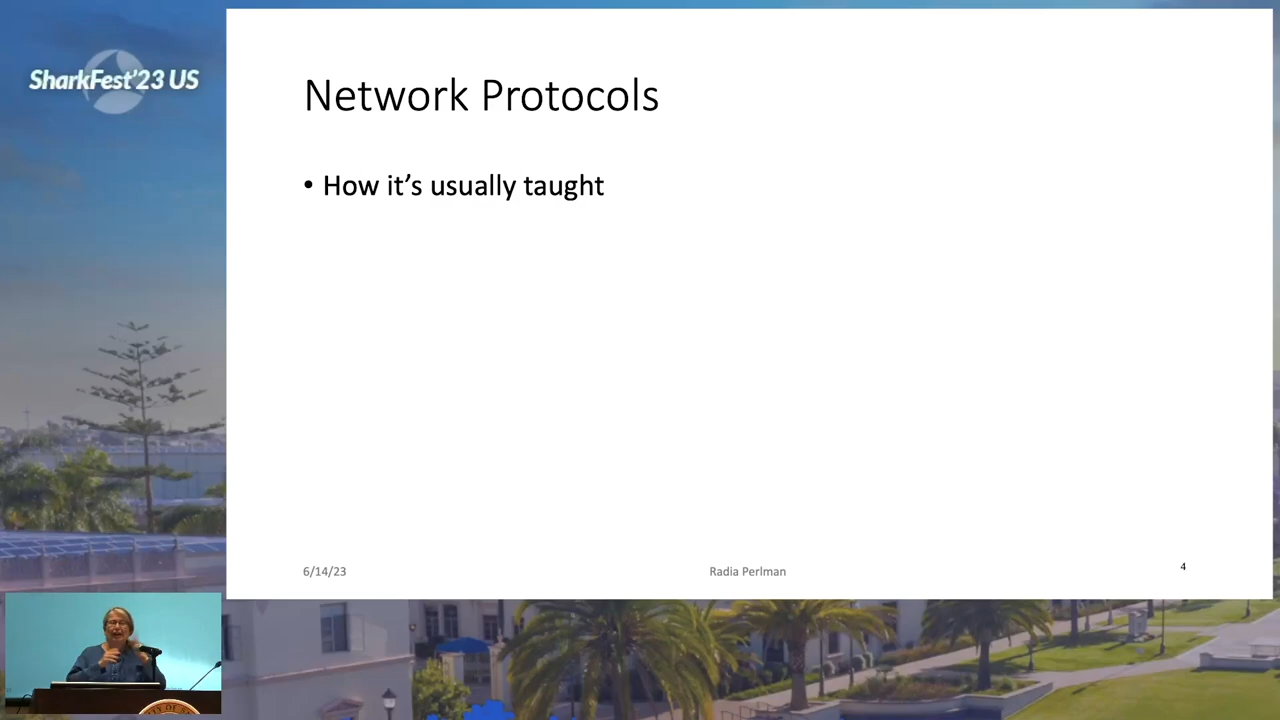 SharkFest'23 US
Network Protocols
• How it's usually taught
6/14/23
Radia Perlman
4